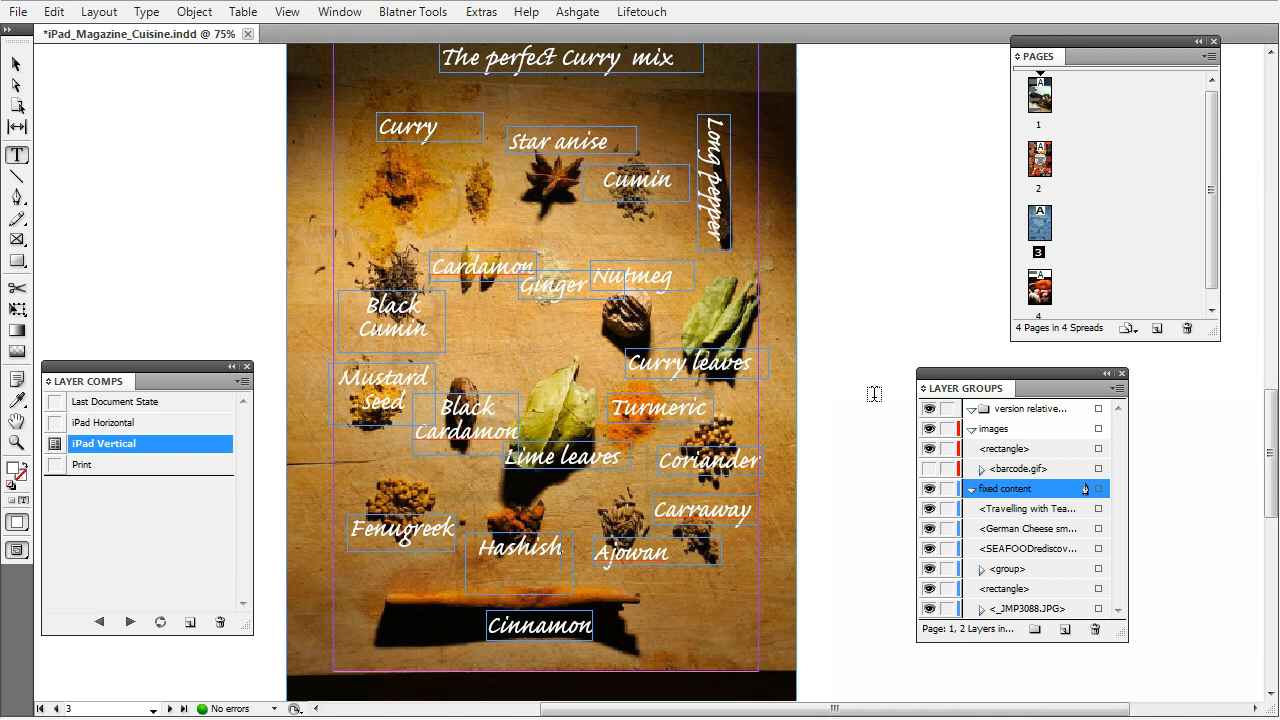 File Edit Layout Type Object Table View Window Blatner Tools Extras Help Ashgate Lifetouch
*iPad_Magazine_Cuisine.indd @ 75%
The perfect Curry mix
Curry
Star anise
Cumin
Long pepper
Cardamon
Ginger
Nutmeg
Black
Cumin
Curry leaves
Mustard
Seed
Black
Cardamon
Turmeric
Lime leaves
Coriander
Carraway
Fenugreek
Hashish
Ajowan
Cinnamon
PAGES
A
1
A
2
A
3
A
4
4 Pages in 4 Spreads
LAYER COMPS
Last Document State
iPad Horizontal
iPad Vertical
Print
LAYER GROUPS
version relative...
images
<rectangle>
<barcode.gif>
fixed content
<Travelling with Tea...
<German Cheese sm...
<SEAFOODrediscov...
<group>
<rectangle>
<_JMP3088.JPG>
Page: 1, 2 Layers in...
3
No errors